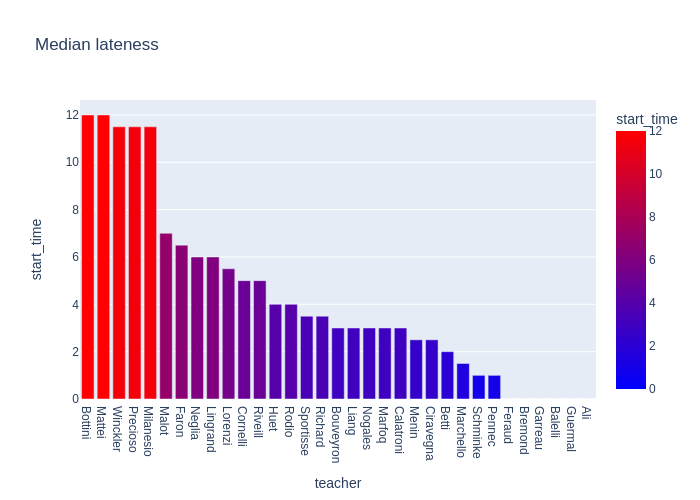 Median lateness
start_time
12
10
8
6
4
2
0
start_time
12
10
8
6
4
2
0
Bottini
Mattei
Winckler
Precioso
Milanesio
Malot
Faron
Neglia
Lingrand
Lorenzi
Cornelli
Riveill
Huet
Rodio
Sportisse
Richard
Bouveyron
Liang
Nogales
Marfoq
Calatroni
Menin
Ciravegna
Betti
Marchello
Schminke
Pennec
Feraud
Bremond
Garreau
Balelli
Guermal
Ali
teacher